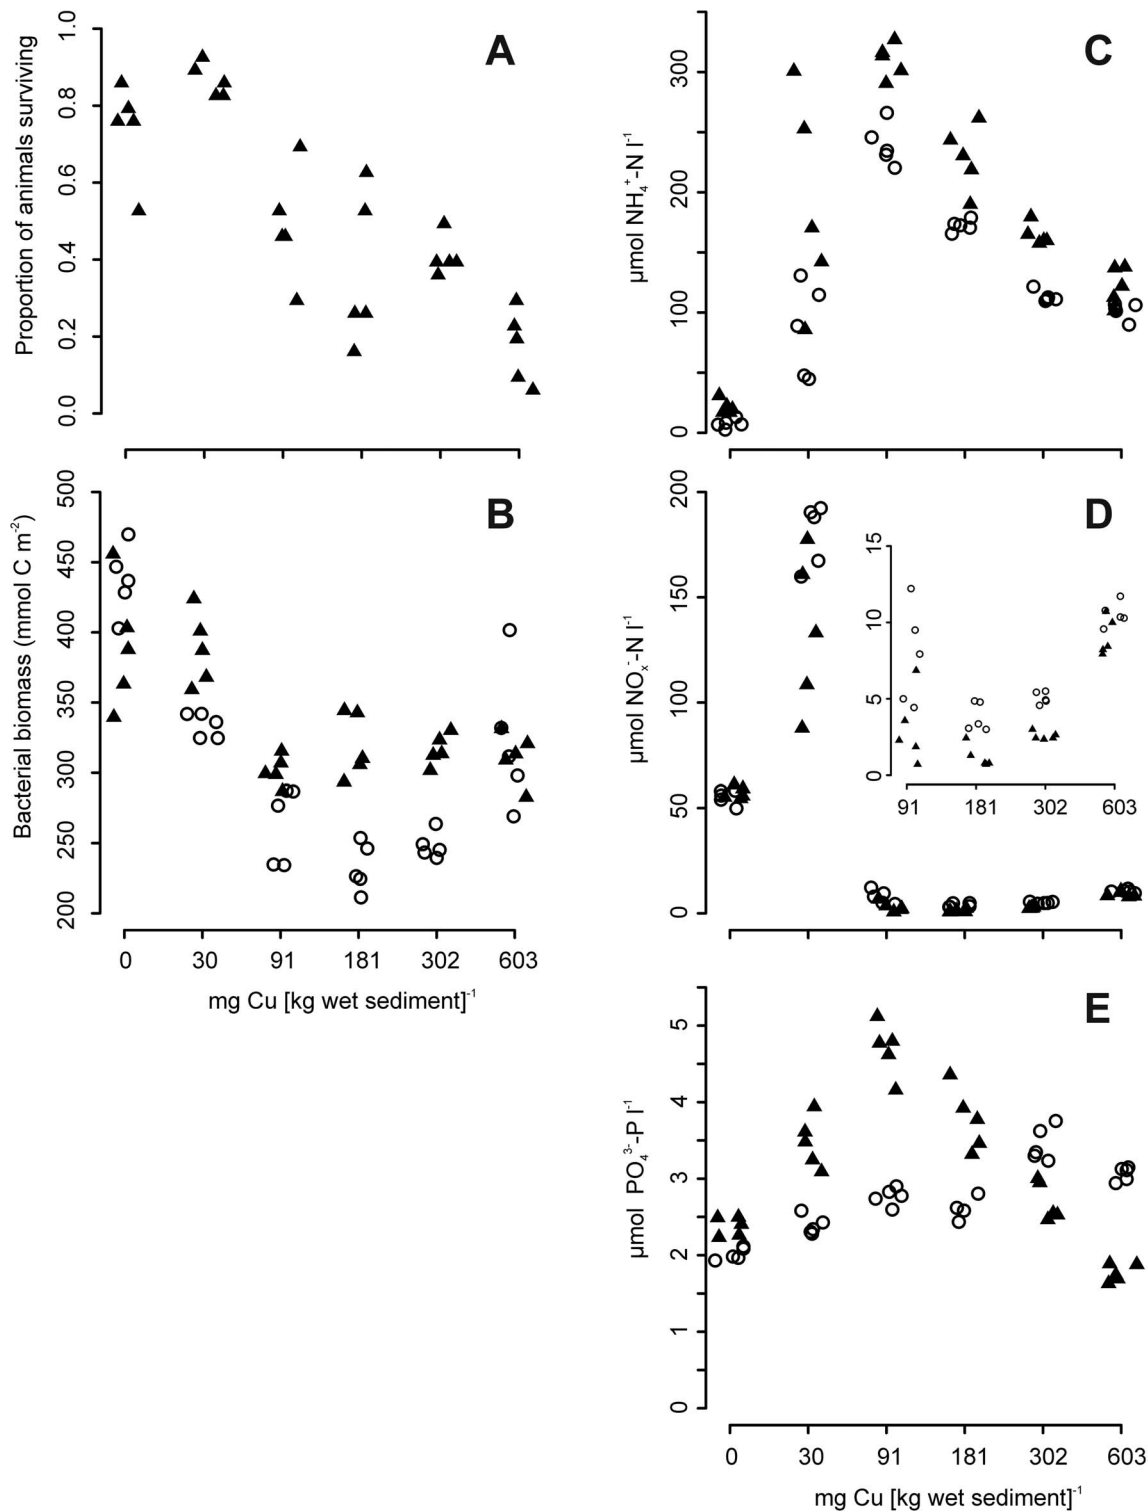 A
Proportion of animals surviving
1.0
0.8
0.6
0.4
0.2
0.0
B
Bacterial biomass (mmol C m⁻²)
500
450
400
350
300
250
200
0 30 91 181 302 603
mg Cu [kg wet sediment]⁻¹
C
µmol NH₄⁺-N l⁻¹
300
200
100
0
D
µmol NOₓ⁻-N l⁻¹
200
150
100
50
0
15
10
5
0
91 181 302 603
E
µmol PO₄³⁻-P l⁻¹
5
4
3
2
1
0
0 30 91 181 302 603
mg Cu [kg wet sediment]⁻¹